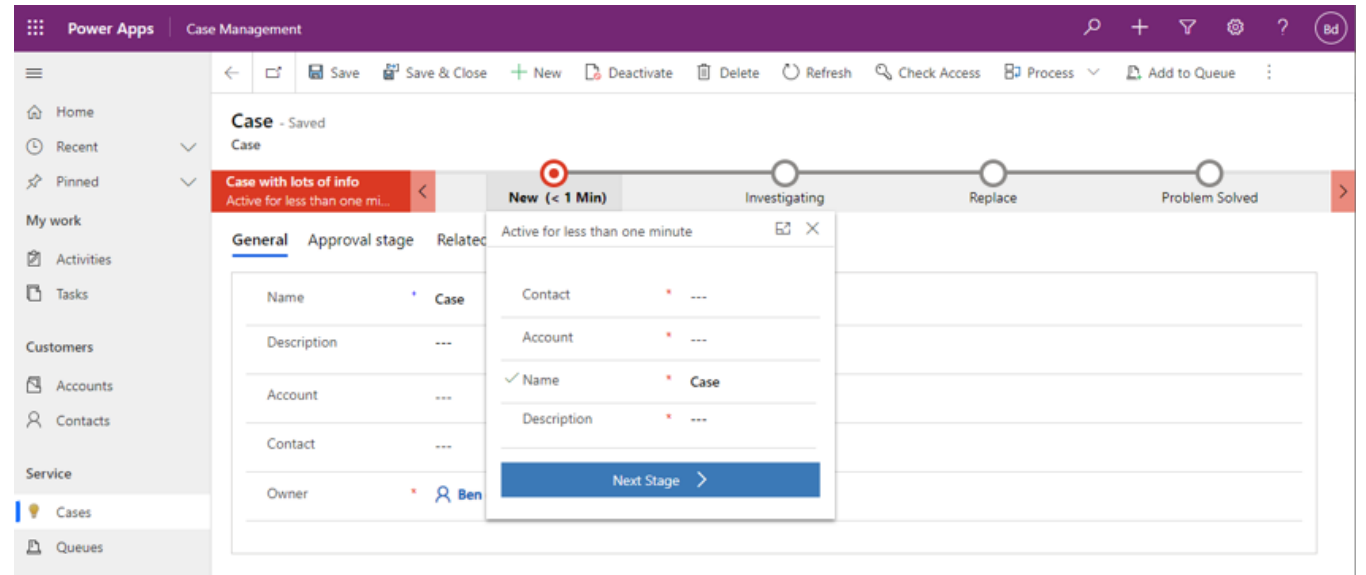 Power Apps Case Management Bd
Save Save & Close New Deactivate Delete Refresh Check Access Process Add to Queue
Home
Recent
Pinned
My work
Activities
Tasks
Customers
Accounts
Contacts
Service
Cases
Queues
Case - Saved
Case
Case with lots of info
Active for less than one mi...
New (< 1 Min) Investigating Replace Problem Solved
General Approval stage Related
Name * Case
Description ---
Account ---
Contact ---
Owner * Ben
Active for less than one minute
Contact * ---
Account * ---
Name * Case
Description * ---
Next Stage